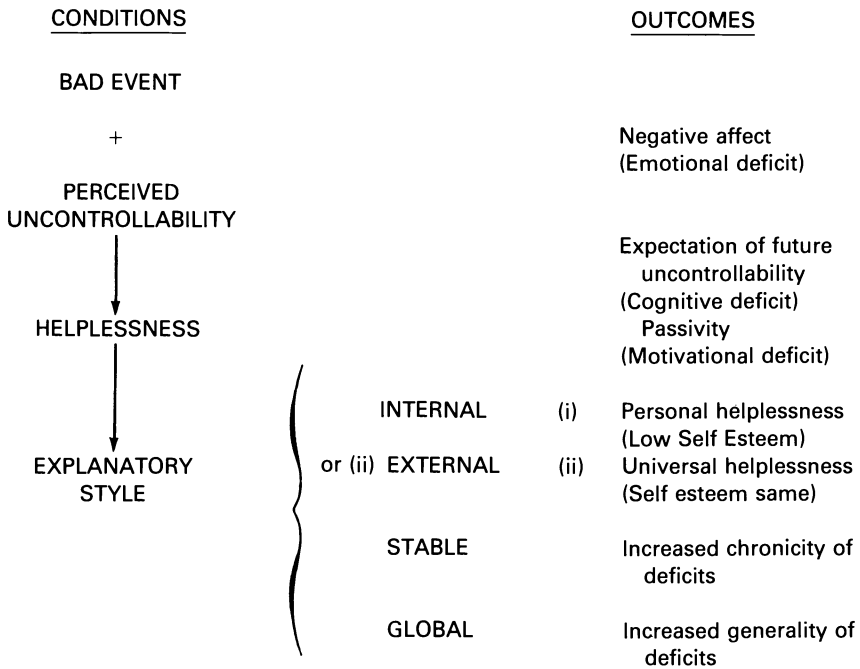 CONDITIONS
OUTCOMES
BAD EVENT
+
Negative affect
(Emotional deficit)
PERCEIVED
UNCONTROLLABILITY
Expectation of future
uncontrollability
(Cognitive deficit)
Passivity
(Motivational deficit)
HELPLESSNESS
INTERNAL (i) Personal helplessness
(Low Self Esteem)
EXPLANATORY
STYLE
or (ii) EXTERNAL (ii) Universal helplessness
(Self esteem same)
STABLE Increased chronicity of
deficits
GLOBAL Increased generality of
deficits